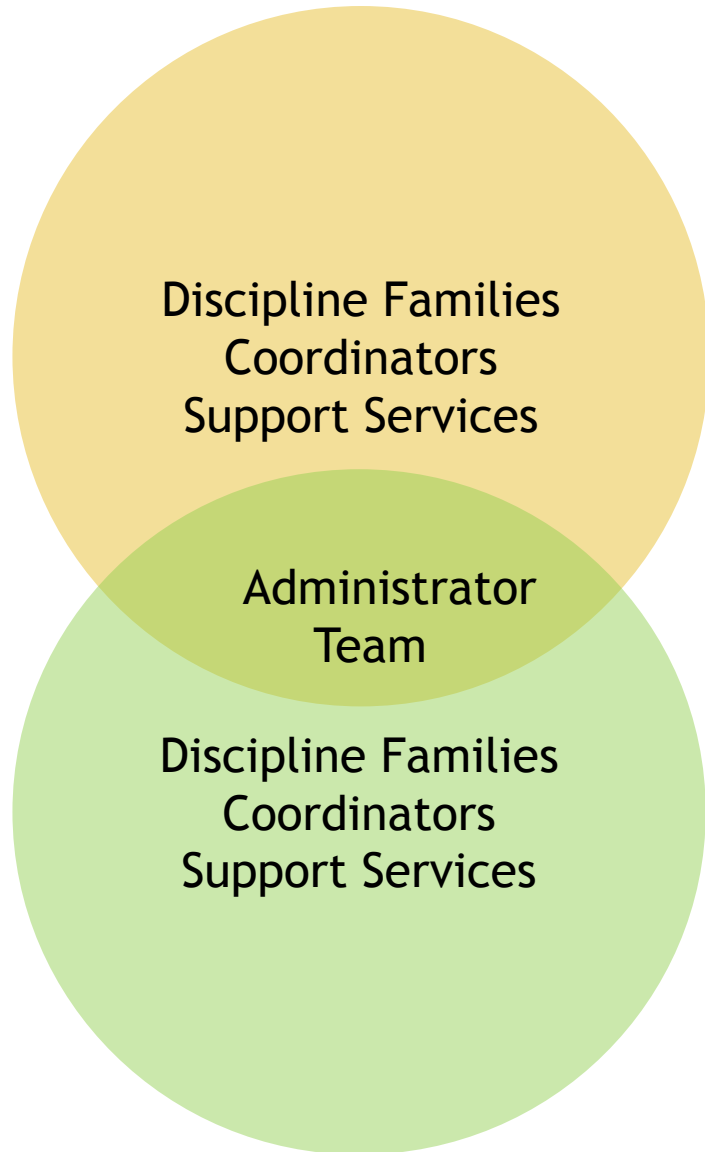 Discipline Families
Coordinators
Support Services
Administrator
Team
Discipline Families
Coordinators
Support Services